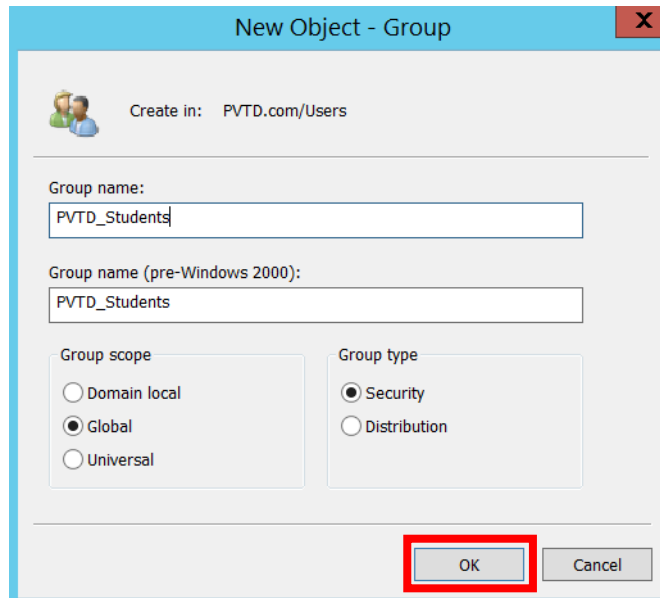 New Object - Group
X
Create in: PVTD.com/Users
Group name:
PVTD_Students
Group name (pre-Windows 2000):
PVTD_Students
Group scope
Domain local
Global
Universal
Group type
Security
Distribution
OK
Cancel